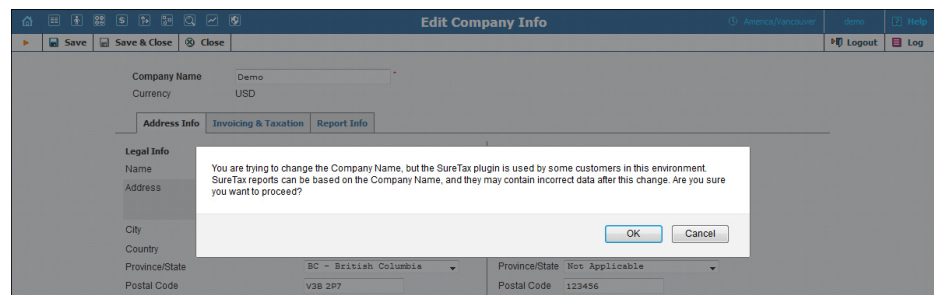 Edit Company Info
America/Vancouver
demo
Help
Save
Save & Close
Close
Logout
Log
Company Name Demo *
Currency USD
Address Info Invoicing & Taxation Report Info
Legal Info
Name
Address
You are trying to change the Company Name, but the SureTax plugin is used by some customers in this environment.
SureTax reports can be based on the Company Name, and they may contain incorrect data after this change. Are you sure
you want to proceed?
City
OK Cancel
Country
Province/State BC - British Columbia Province/State Not Applicable
Postal Code V3B 2P7 Postal Code 123456